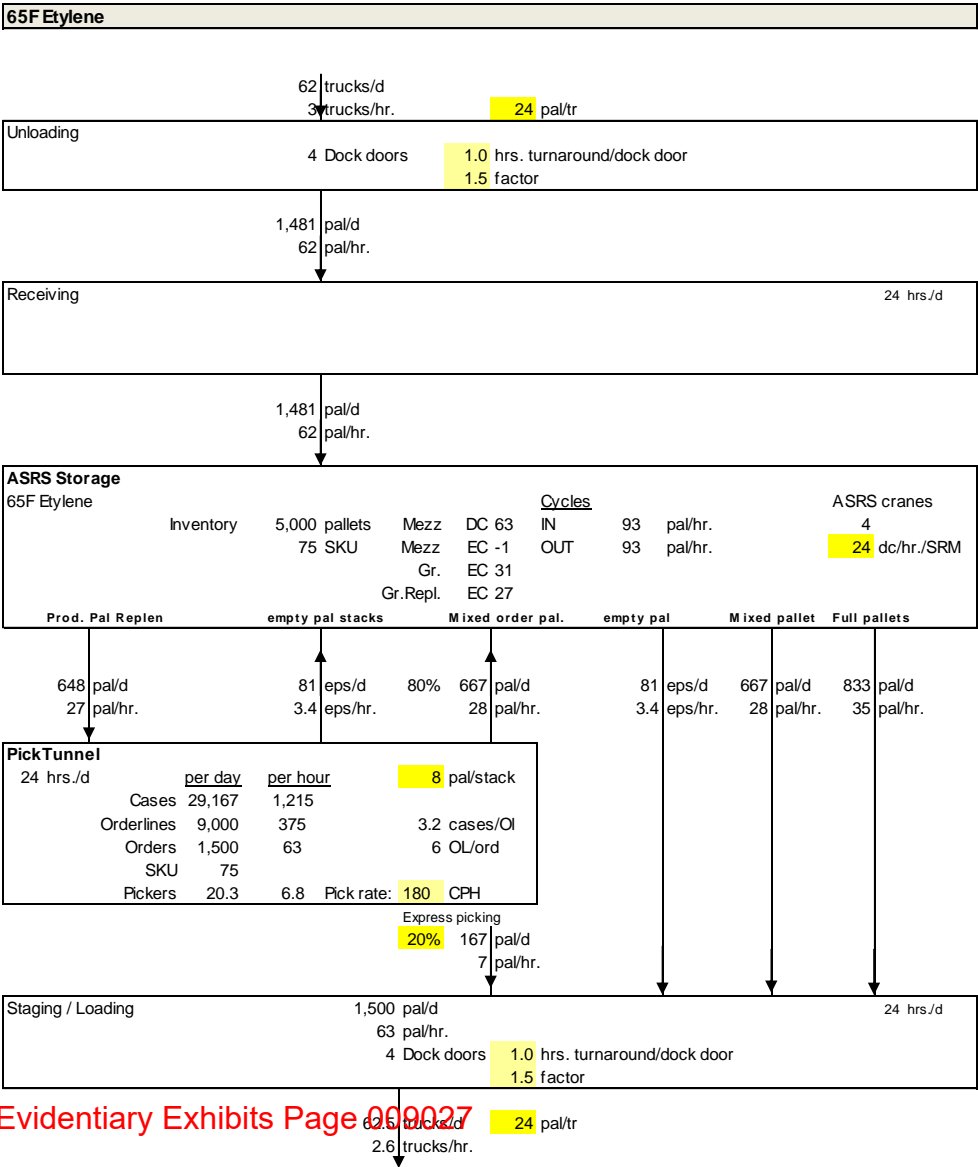 65F Etylene
62 trucks/d
3 trucks/hr. 24 pal/tr
Unloading
4 Dock doors 1.0 hrs. turnaround/dock door
1.5 factor
1,481 pal/d
62 pal/hr.
Receiving 24 hrs./d
1,481 pal/d
62 pal/hr.
ASRS Storage
65F Etylene Cycles ASRS cranes
Inventory 5,000 pallets Mezz DC 63 IN 93 pal/hr. 4
75 SKU Mezz EC -1 OUT 93 pal/hr. 24 dc/hr./SRM
Gr. EC 31
Gr.Repl. EC 27
Prod. Pal Replen empty pal stacks Mixed order pal. empty pal Mixed pallet Full pallets
648 pal/d 81 eps/d 80% 667 pal/d 81 eps/d 667 pal/d 833 pal/d
27 pal/hr. 3.4 eps/hr. 28 pal/hr. 3.4 eps/hr. 28 pal/hr. 35 pal/hr.
PickTunnel
24 hrs./d per day per hour 8 pal/stack
Cases 29,167 1,215
Orderlines 9,000 375 3.2 cases/Ol
Orders 1,500 63 6 OL/ord
SKU 75
Pickers 20.3 6.8 Pick rate: 180 CPH
Express picking
20% 167 pal/d
7 pal/hr.
Staging / Loading 1,500 pal/d 24 hrs./d
63 pal/hr.
4 Dock doors 1.0 hrs. turnaround/dock door
1.5 factor
Evidentiary Exhibits Page 009027
62.5 trucks/d 24 pal/tr
2.6 trucks/hr.